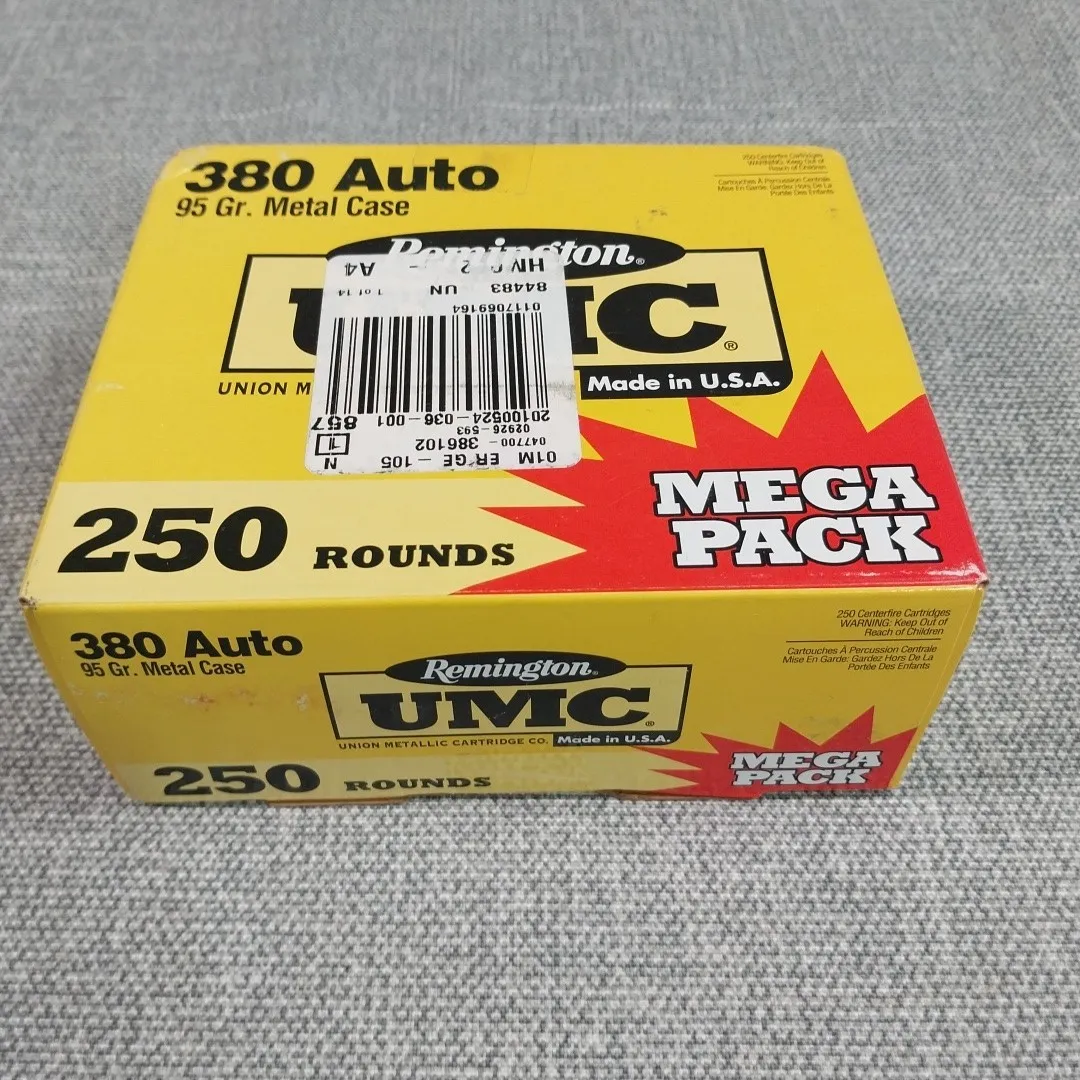 380 Auto
95 Gr. Metal Case
250 Centerfire Cartridges
WARNING: Keep Out of
Reach of Children
Cartouches À Percussion Centrale
Mise En Garde: Gardez Hors De La
Portée Des Enfants
Remington®
UMC®
UNION M
Made in U.S.A.
01M ER GE - 105
047700 - 386102
02926-593
20100524-036-001
N
1
857
0117069164
84483 UN 1 of 14
A4
250 ROUNDS
MEGA
PACK
380 Auto
95 Gr. Metal Case
250 Centerfire Cartridges
WARNING: Keep Out of
Reach of Children
Cartouches À Percussion Centrale
Mise En Garde: Gardez Hors De La
Portée Des Enfants
Remington®
UMC®
UNION METALLIC CARTRIDGE CO. Made in U.S.A.
250 ROUNDS
MEGA
PACK